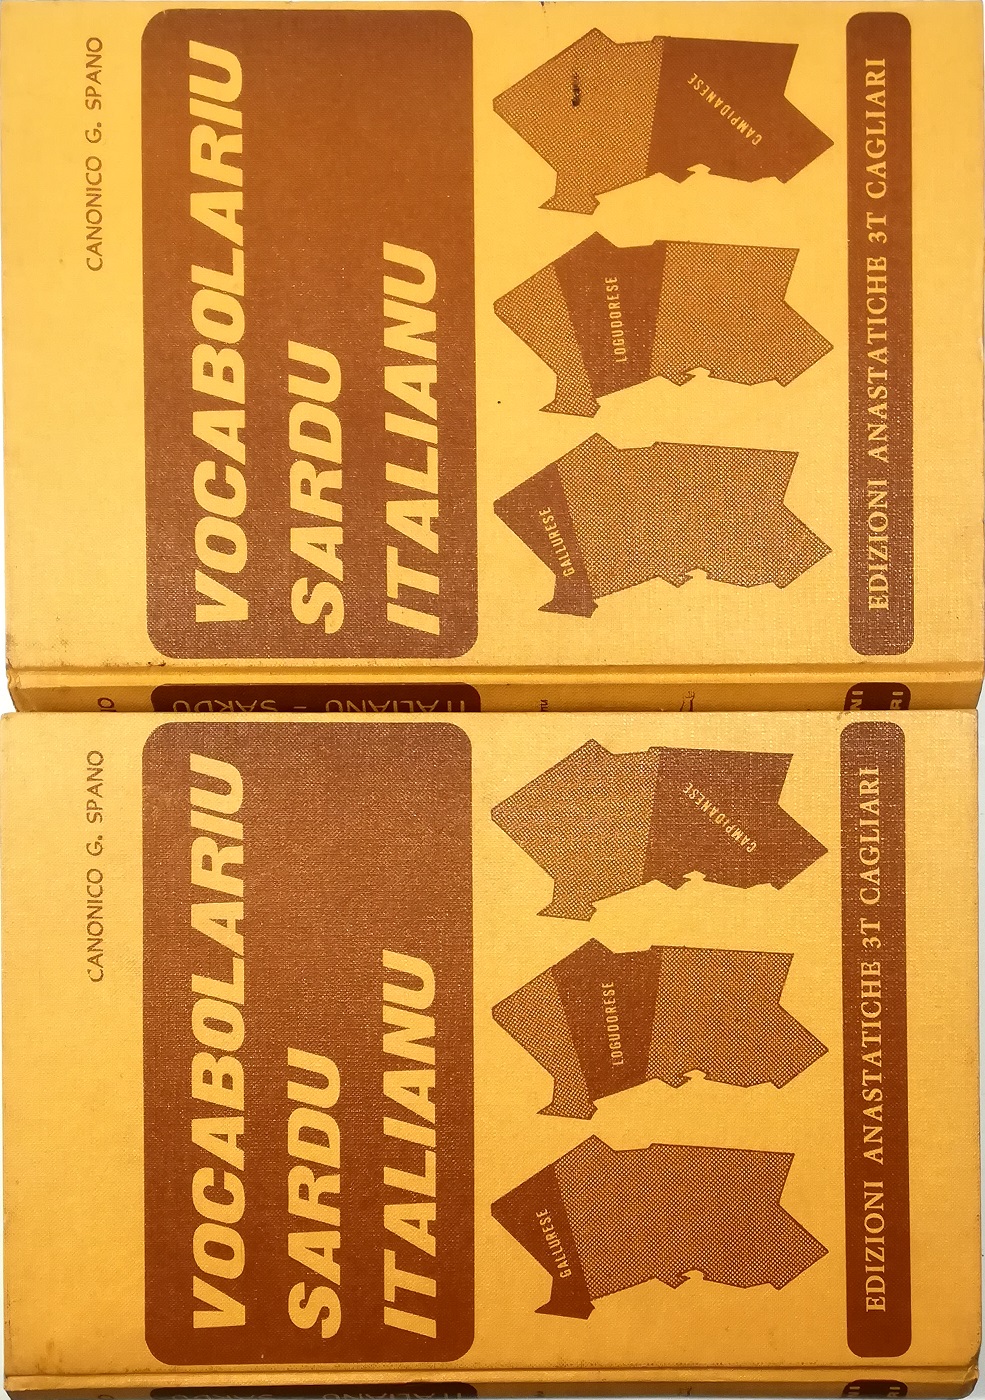 CANONICO G. SPANO
VOCABOLARIU
SARDU
ITALIANU
GALLURESE
LOGUDORESE
CAMPIDANESE
EDIZIONI ANASTATICHE 3T CAGLIARI
ITALIANU - SARDU
CANONICO G. SPANO
VOCABOLARIU
SARDU
ITALIANU
GALLURESE
LOGUDORESE
CAMPIDANESE
EDIZIONI ANASTATICHE 3T CAGLIARI